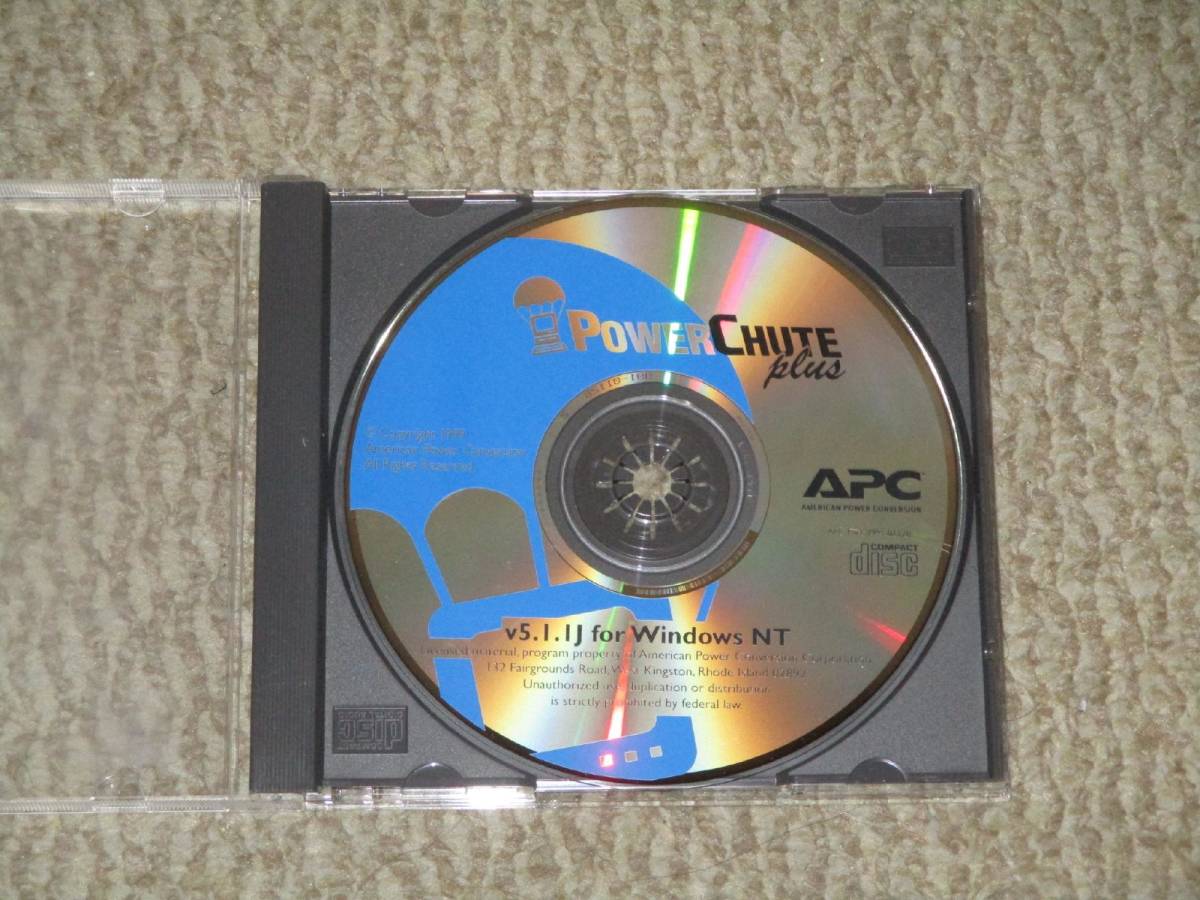 POWERCHUTE
plus
© Copyright
American Power Conversion
All Rights Reserved.
APC
AMERICAN POWER CONVERSION
COMPACT
disc
v5.1.1J for Windows NT
Licensed material, program property of American Power Conversion Corporation
132 Fairgrounds Road, West Kingston, Rhode Island 02892
Unauthorized use, duplication or distribution
is strictly prohibited by federal law.
COMPACT
disc